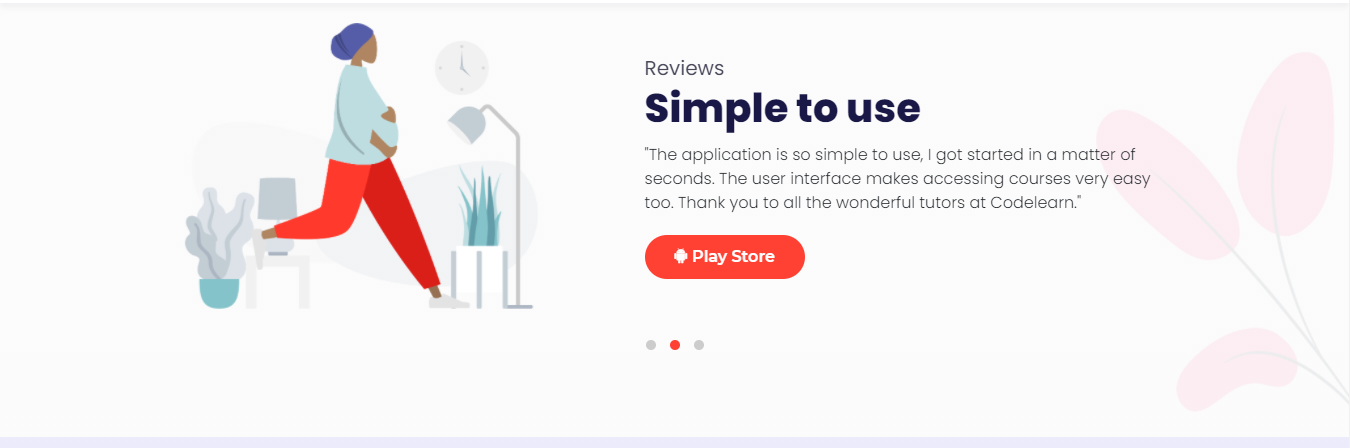 Reviews
Simple to use
"The application is so simple to use, I got started in a matter of
seconds. The user interface makes accessing courses very easy
too. Thank you to all the wonderful tutors at Codelearn."
Play Store